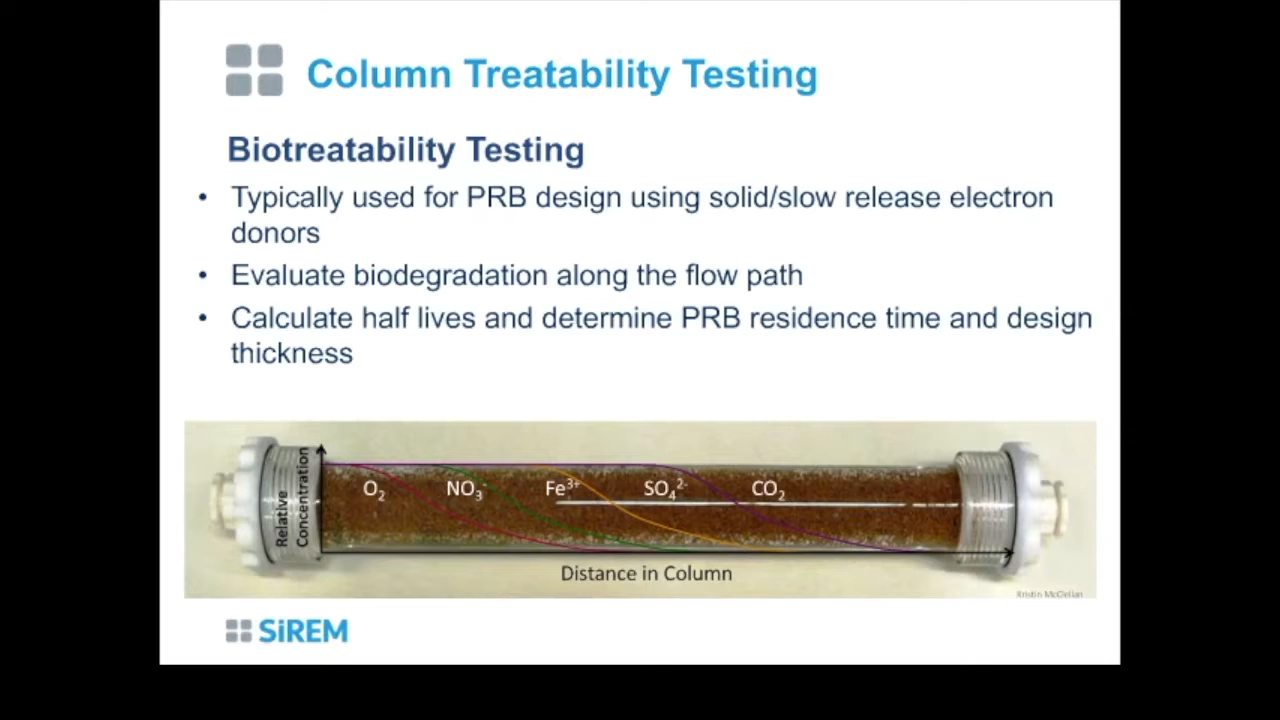 Column Treatability Testing
Biotreatability Testing
• Typically used for PRB design using solid/slow release electron
donors
• Evaluate biodegradation along the flow path
• Calculate half lives and determine PRB residence time and design
thickness
Relative
Concentration
O₂ NO₃⁻ Fe³⁺ SO₄²⁻ CO₂
Distance in Column
Kristin McClellan
SiREM